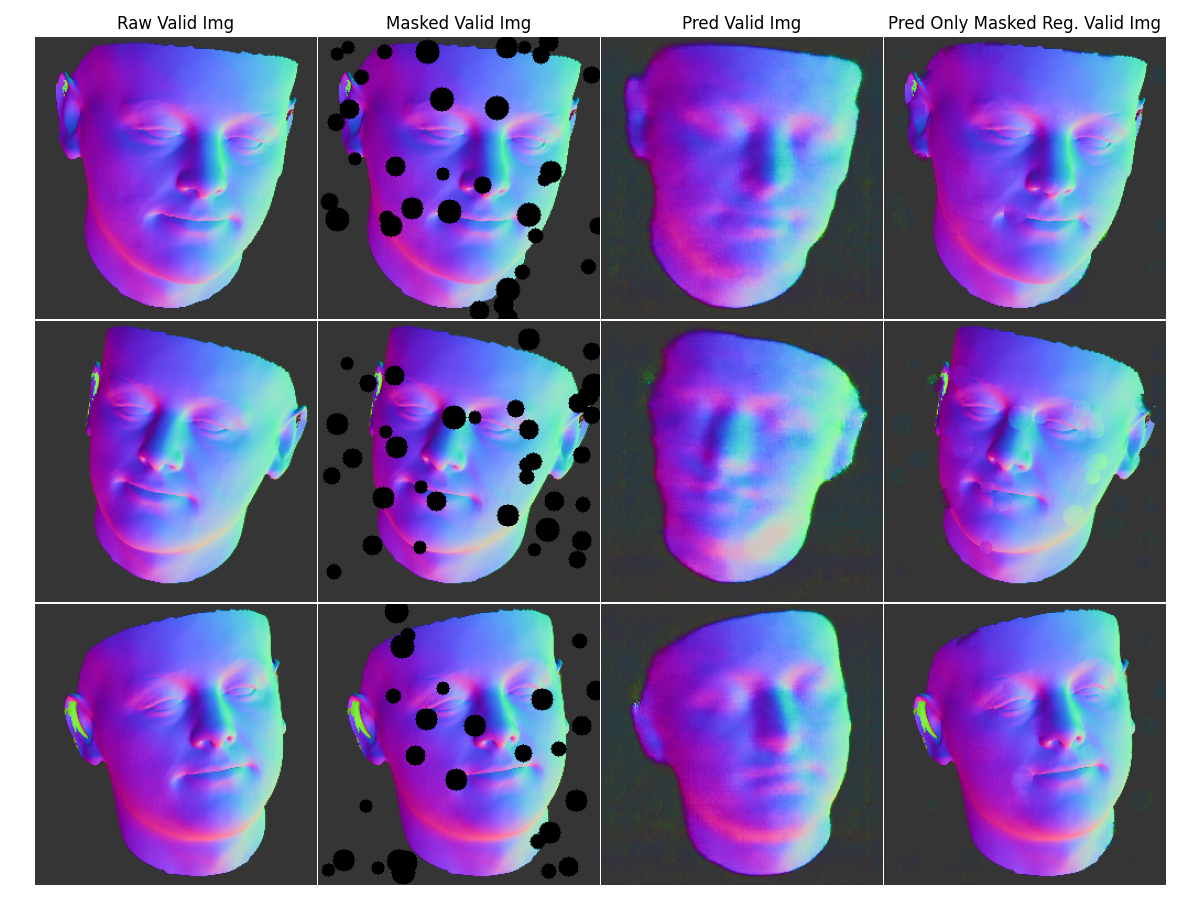 Raw Valid Img
Masked Valid Img
Pred Valid Img
Pred Only Masked Reg. Valid Img